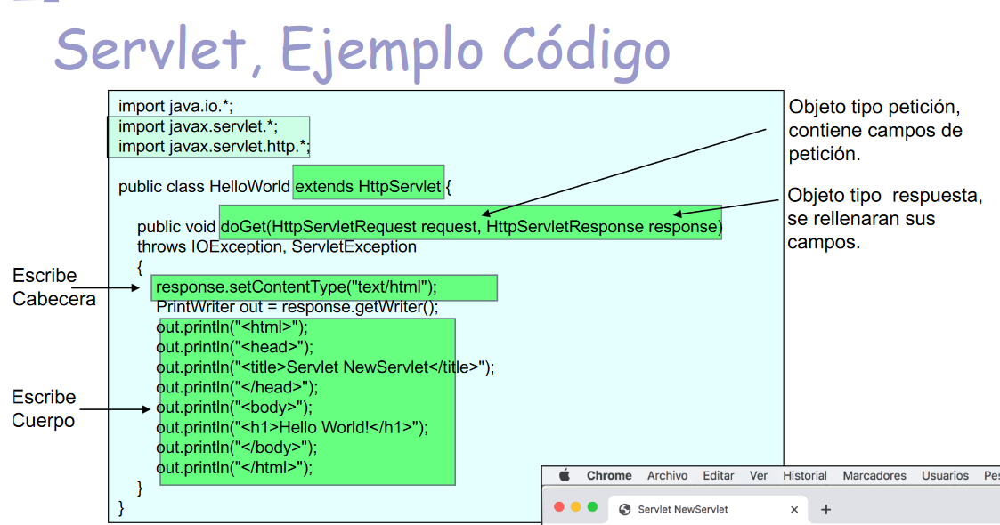 Servlet, Ejemplo Código
import java.io.*;
import javax.servlet.*;
import javax.servlet.http.*;
public class HelloWorld extends HttpServlet {
public void doGet(HttpServletRequest request, HttpServletResponse response)
throws IOException, ServletException
{
response.setContentType("text/html");
PrintWriter out = response.getWriter();
out.println("<html>");
out.println("<head>");
out.println("<title>Servlet NewServlet</title>");
out.println("</head>");
out.println("<body>");
out.println("<h1>Hello World!</h1>");
out.println("</body>");
out.println("</html>");
}
}
Objeto tipo petición,
contiene campos de
petición.
Objeto tipo respuesta,
se rellenaran sus
campos.
Escribe
Cabecera
Escribe
Cuerpo
Chrome Archivo Editar Ver Historial Marcadores Usuarios Pes
Servlet NewServlet